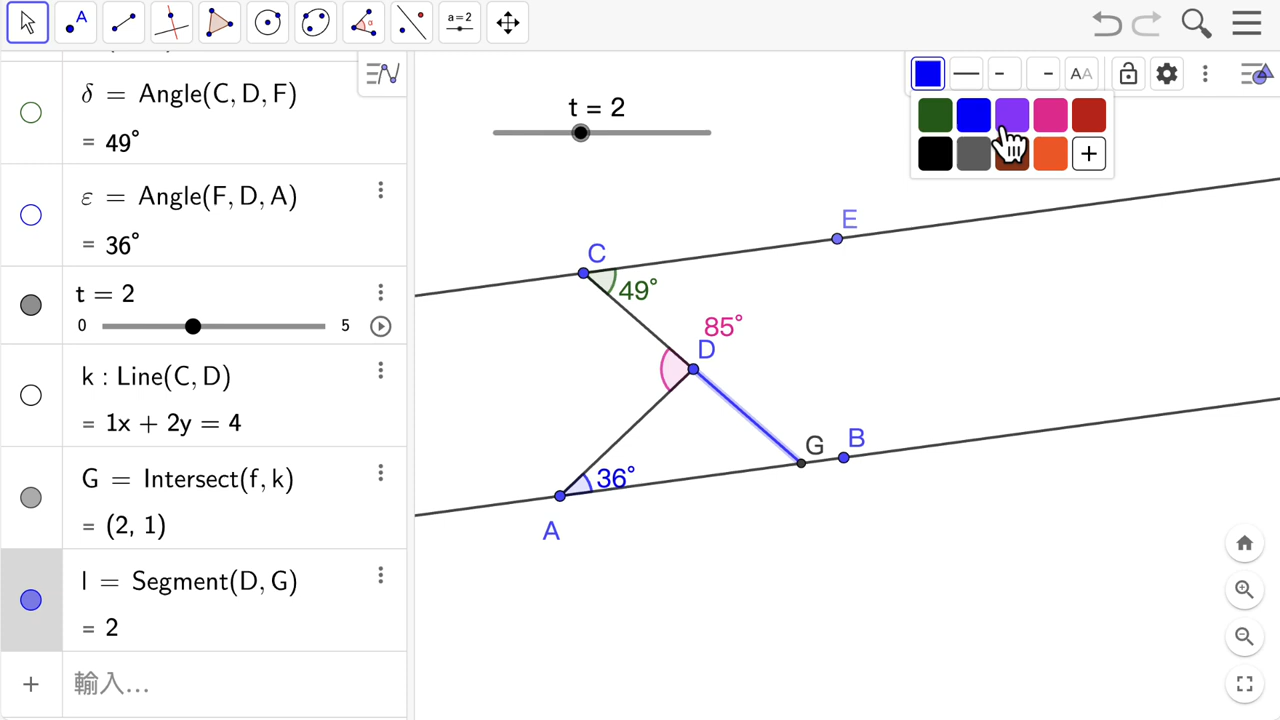 A
α
a=2
δ = Angle(C, D, F)
= 49°
ε = Angle(F, D, A)
= 36°
t = 2
0
5
k : Line(C, D)
= 1x + 2y = 4
G = Intersect(f, k)
= (2, 1)
l = Segment(D, G)
= 2
+ 輸入…
t = 2
AA
+
E
C
49°
85°
D
G
B
36°
A